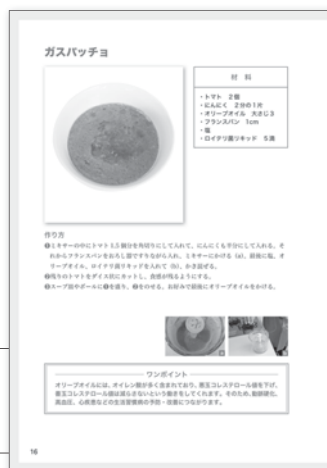 ガスパッチョ
材 料
・トマト 2個
・にんにく 2分の1片
・オリーブオイル 大さじ3
・フランスパン 1cm
・塩
・ロイテリ菌リキッド 5滴
作り方
❶ミキサーの中にトマト1.5個分を角切りにして入れて、にんにくも半分にして入れる。そ
れからフランスパンをおろし器ですりながら入れ、ミキサーにかける (a)。最後に塩、オ
リーブオイル、ロイテリ菌リキッドを入れて (b)、かき混ぜる。
❷残りのトマトをダイス状にカットし、食感が残るようにする。
❸スープ皿やボールに❶を盛り、❷をのせる。お好みで最後にオリーブオイルをかける。
ワンポイント
オリーブオイルには、オイレン酸が多く含まれており、悪玉コレステロール値を下げ、
善玉コレステロール値は減らさないという働きをしてくれます。そのため、動脈硬化、
高血圧、心疾患などの生活習慣病の予防・改善につながります。
16